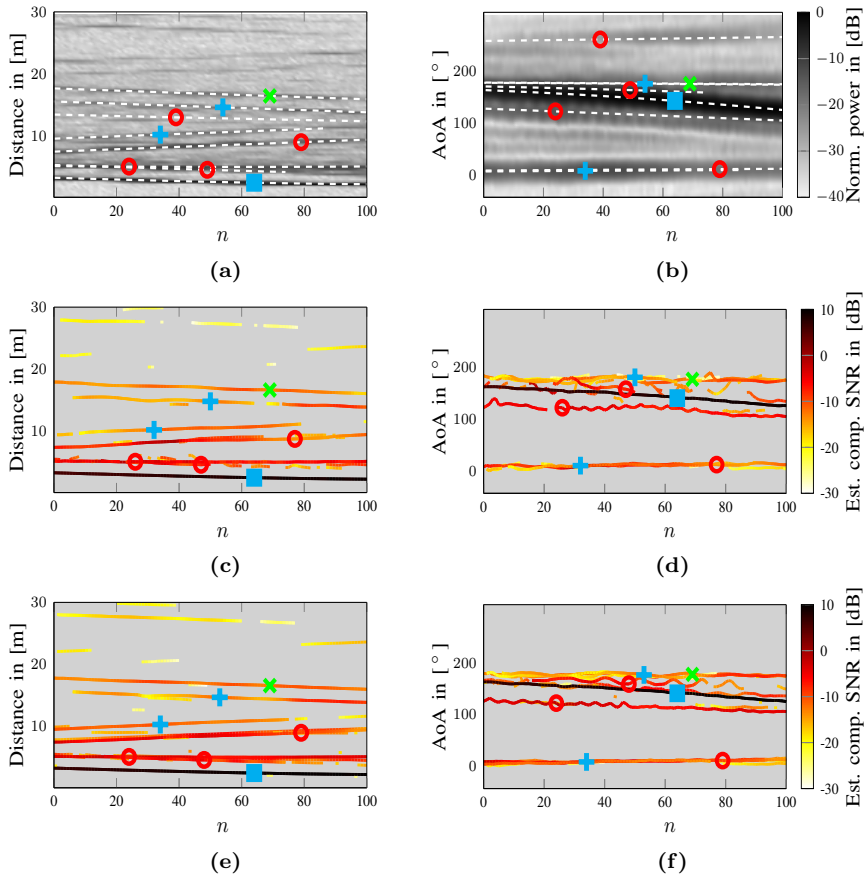 30
20
10
Distance in [m]
0 20 40 60 80 100
n
(a)
200
100
0
AoA in [°]
0 20 40 60 80 100
n
(b)
0
−10
−20
−30
−40
Norm. power in [dB]
30
20
10
Distance in [m]
0 20 40 60 80 100
n
(c)
200
100
0
AoA in [°]
0 20 40 60 80 100
n
(d)
10
0
-10
-20
-30
Est. comp. SNR in [dB]
30
20
10
Distance in [m]
0 20 40 60 80 100
n
(e)
200
100
0
AoA in [°]
0 20 40 60 80 100
n
(f)
10
0
-10
-20
-30
Est. comp. SNR in [dB]